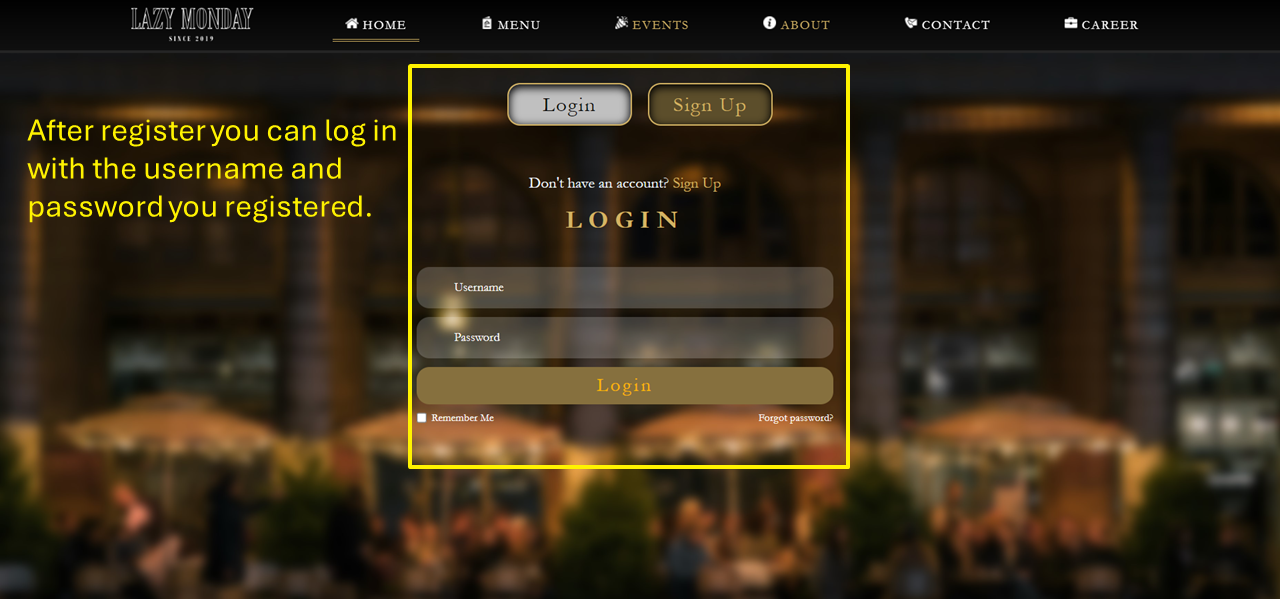 LAZY MONDAY
SINCE 2019
HOME
MENU
EVENTS
ABOUT
CONTACT
CAREER
After register you can log in
with the username and
password you registered.
Login
Sign Up
Don't have an account? Sign Up
LOGIN
Username
Password
Login
Remember Me
Forgot password?